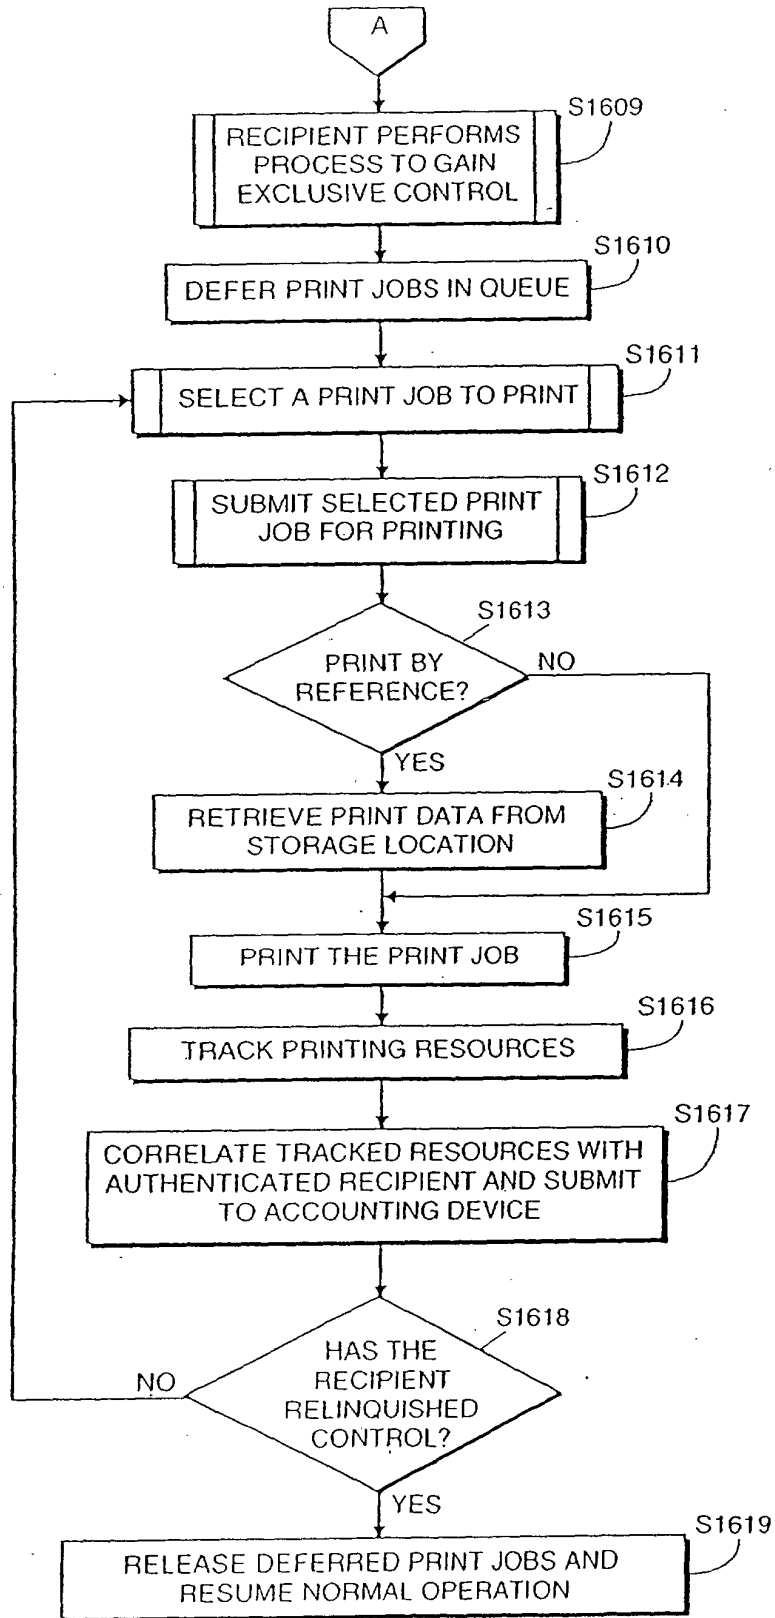 A
S1609
RECIPIENT PERFORMS
PROCESS TO GAIN
EXCLUSIVE CONTROL
S1610
DEFER PRINT JOBS IN QUEUE
S1611
SELECT A PRINT JOB TO PRINT
S1612
SUBMIT SELECTED PRINT
JOB FOR PRINTING
S1613
PRINT BY
REFERENCE?
NO
YES
S1614
RETRIEVE PRINT DATA FROM
STORAGE LOCATION
S1615
PRINT THE PRINT JOB
S1616
TRACK PRINTING RESOURCES
S1617
CORRELATE TRACKED RESOURCES WITH
AUTHENTICATED RECIPIENT AND SUBMIT
TO ACCOUNTING DEVICE
S1618
HAS THE
RECIPIENT
RELINQUISHED
CONTROL?
NO
YES
S1619
RELEASE DEFERRED PRINT JOBS AND
RESUME NORMAL OPERATION